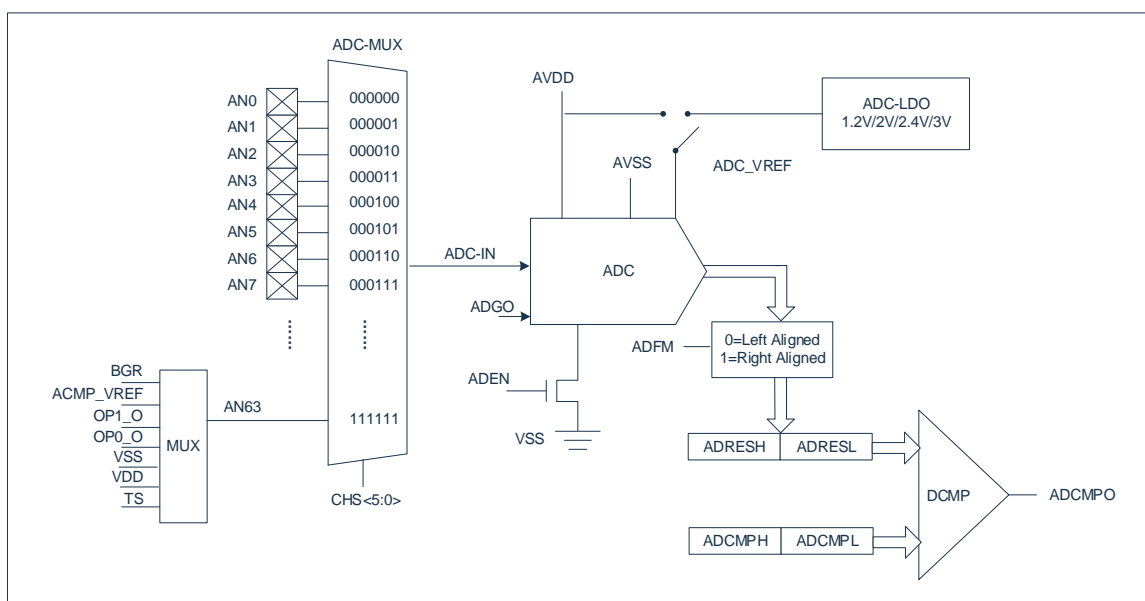 ADC-MUX
AN0
000000
AN1
000001
AN2
000010
AN3
000011
AN4
000100
AN5
000101
AN6
000110
AN7
000111
AN63
111111
CHS<5:0>
BGR
ACMP_VREF
OP1_O
OP0_O
VSS
VDD
TS
MUX
AVDD
AVSS
ADC_VREF
ADC-LDO
1.2V/2V/2.4V/3V
ADC-IN
ADC
ADGO
ADEN
VSS
ADFM
0=Left Aligned
1=Right Aligned
ADRESH
ADRESL
ADCMPH
ADCMPL
DCMP
ADCMPO